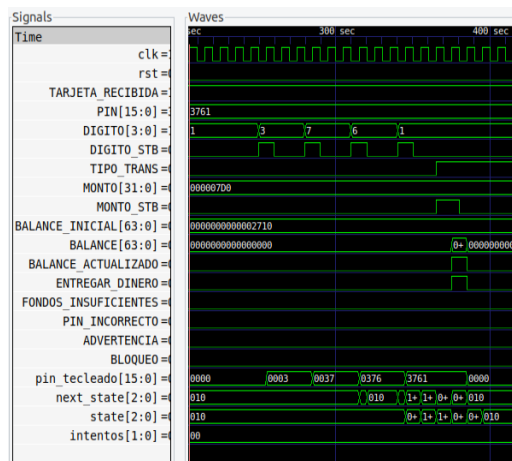 Signals
Waves
Time
sec 300 sec 400 sec
clk =
rst =
TARJETA_RECIBIDA =
PIN[15:0] = 3761
DIGITO[3:0] = 1 3 7 6 1
DIGITO_STB =
TIPO_TRANS =
MONTO[31:0] = 000007D0
MONTO_STB =
BALANCE_INICIAL[63:0] = 0000000000002710
BALANCE[63:0] = 0000000000000000 0+ 000000000
BALANCE_ACTUALIZADO =
ENTREGAR_DINERO =
FONDOS_INSUFICIENTES =
PIN_INCORRECTO =
ADVERTENCIA =
BLOQUEO =
pin_tecleado[15:0] = 0000 0003 0037 0376 3761 0000
next_state[2:0] = 010 010 1+ 1+ 0+ 0+ 010
state[2:0] = 010 0+ 1+ 1+ 0+ 0+ 010
intentos[1:0] = 00